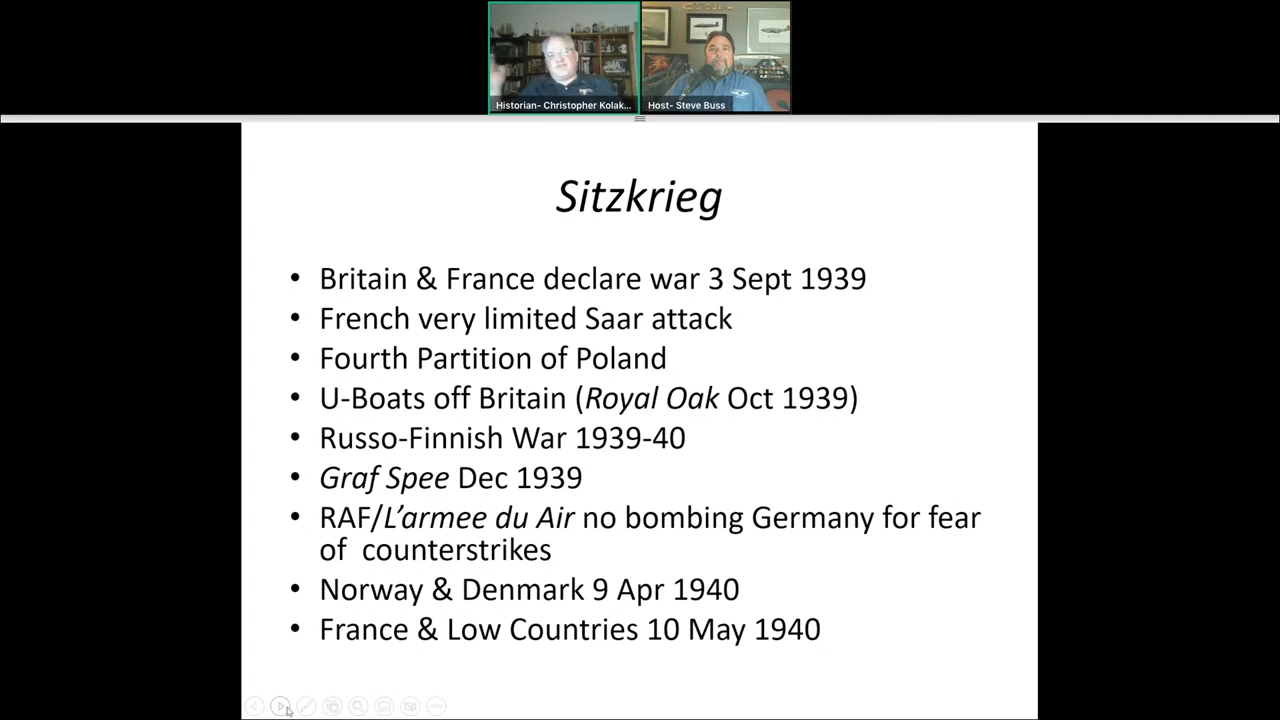 Historian- Christopher Kolak...
Host- Steve Buss
Sitzkrieg
• Britain & France declare war 3 Sept 1939
• French very limited Saar attack
• Fourth Partition of Poland
• U-Boats off Britain (Royal Oak Oct 1939)
• Russo-Finnish War 1939-40
• Graf Spee Dec 1939
• RAF/L’armee du Air no bombing Germany for fear
of counterstrikes
• Norway & Denmark 9 Apr 1940
• France & Low Countries 10 May 1940